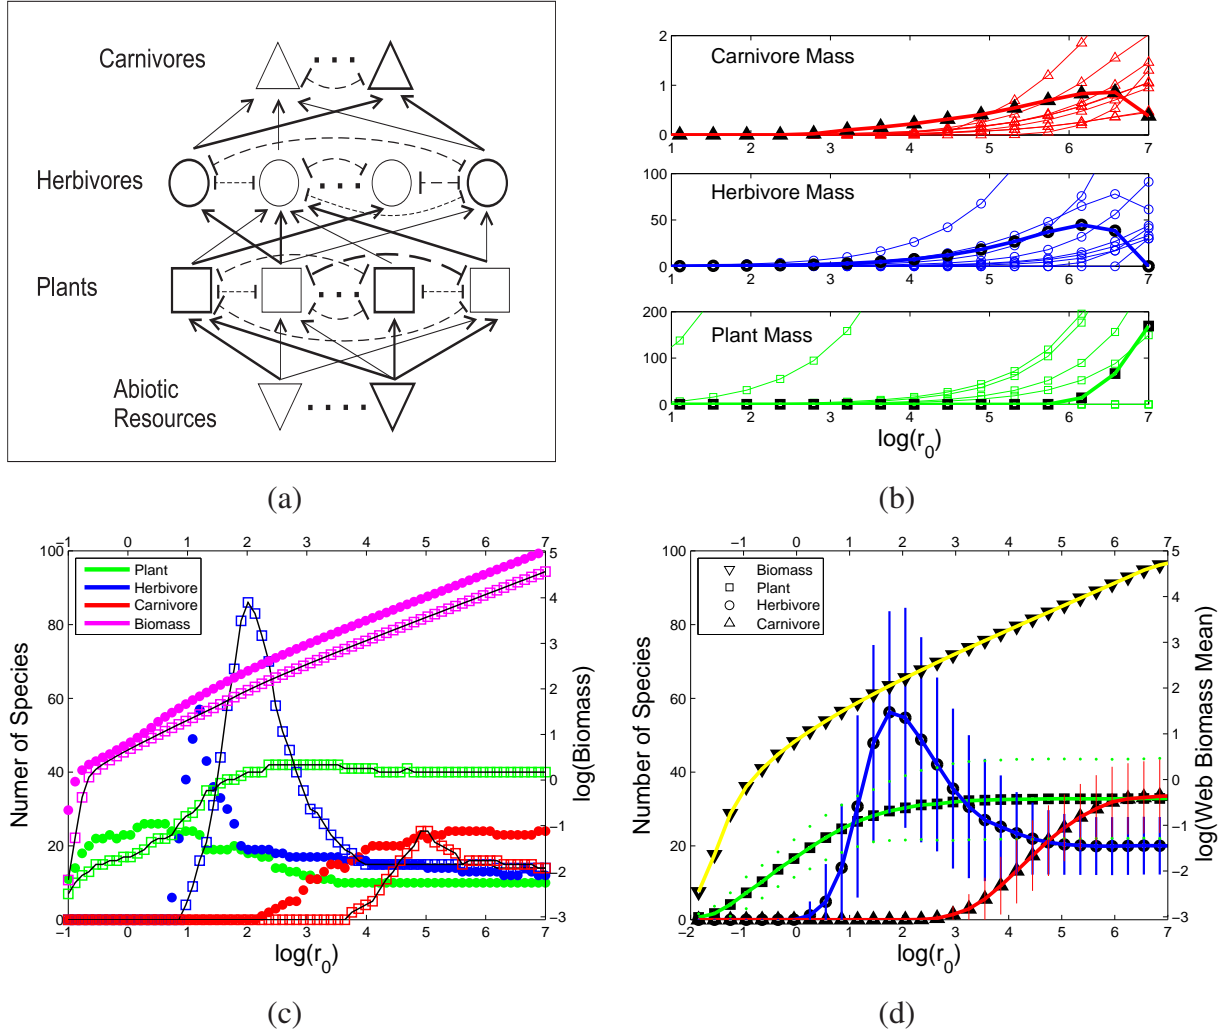 Carnivores
Herbivores
Plants
Abiotic
Resources
(a)
Carnivore Mass
2
1
0
1 2 3 4 5 6 7
Herbivore Mass
100
50
0
1 2 3 4 5 6 7
Plant Mass
200
100
0
1 2 3 4 5 6 7
log(r0)
(b)
−1 0 1 2 3 4 5 6 7
100
80
60
40
20
0
Numer of Species
Plant
Herbivore
Carnivore
Biomass
5
4
3
2
1
0
−1
−2
−3
log(Biomass)
−1 0 1 2 3 4 5 6 7
log(r0)
(c)
−1 0 1 2 3 4 5 6 7
100
80
60
40
20
0
Number of Species
Biomass
Plant
Herbivore
Carnivore
5
4
3
2
1
0
−1
−2
−3
log(Web Biomass Mean)
−2 −1 0 1 2 3 4 5 6 7
log(r0)
(d)